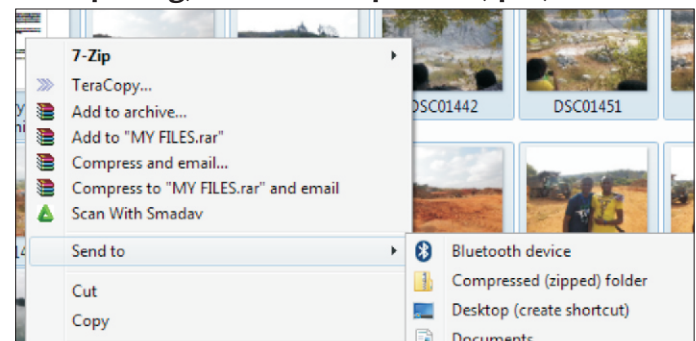 7-Zip
TeraCopy...
Add to archive...
Add to "MY FILES.rar"
Compress and email...
Compress to "MY FILES.rar" and email
Scan With Smadav
Send to
Cut
Copy
DSC01442
DSC01451
Bluetooth device
Compressed (zipped) folder
Desktop (create shortcut)
Documents